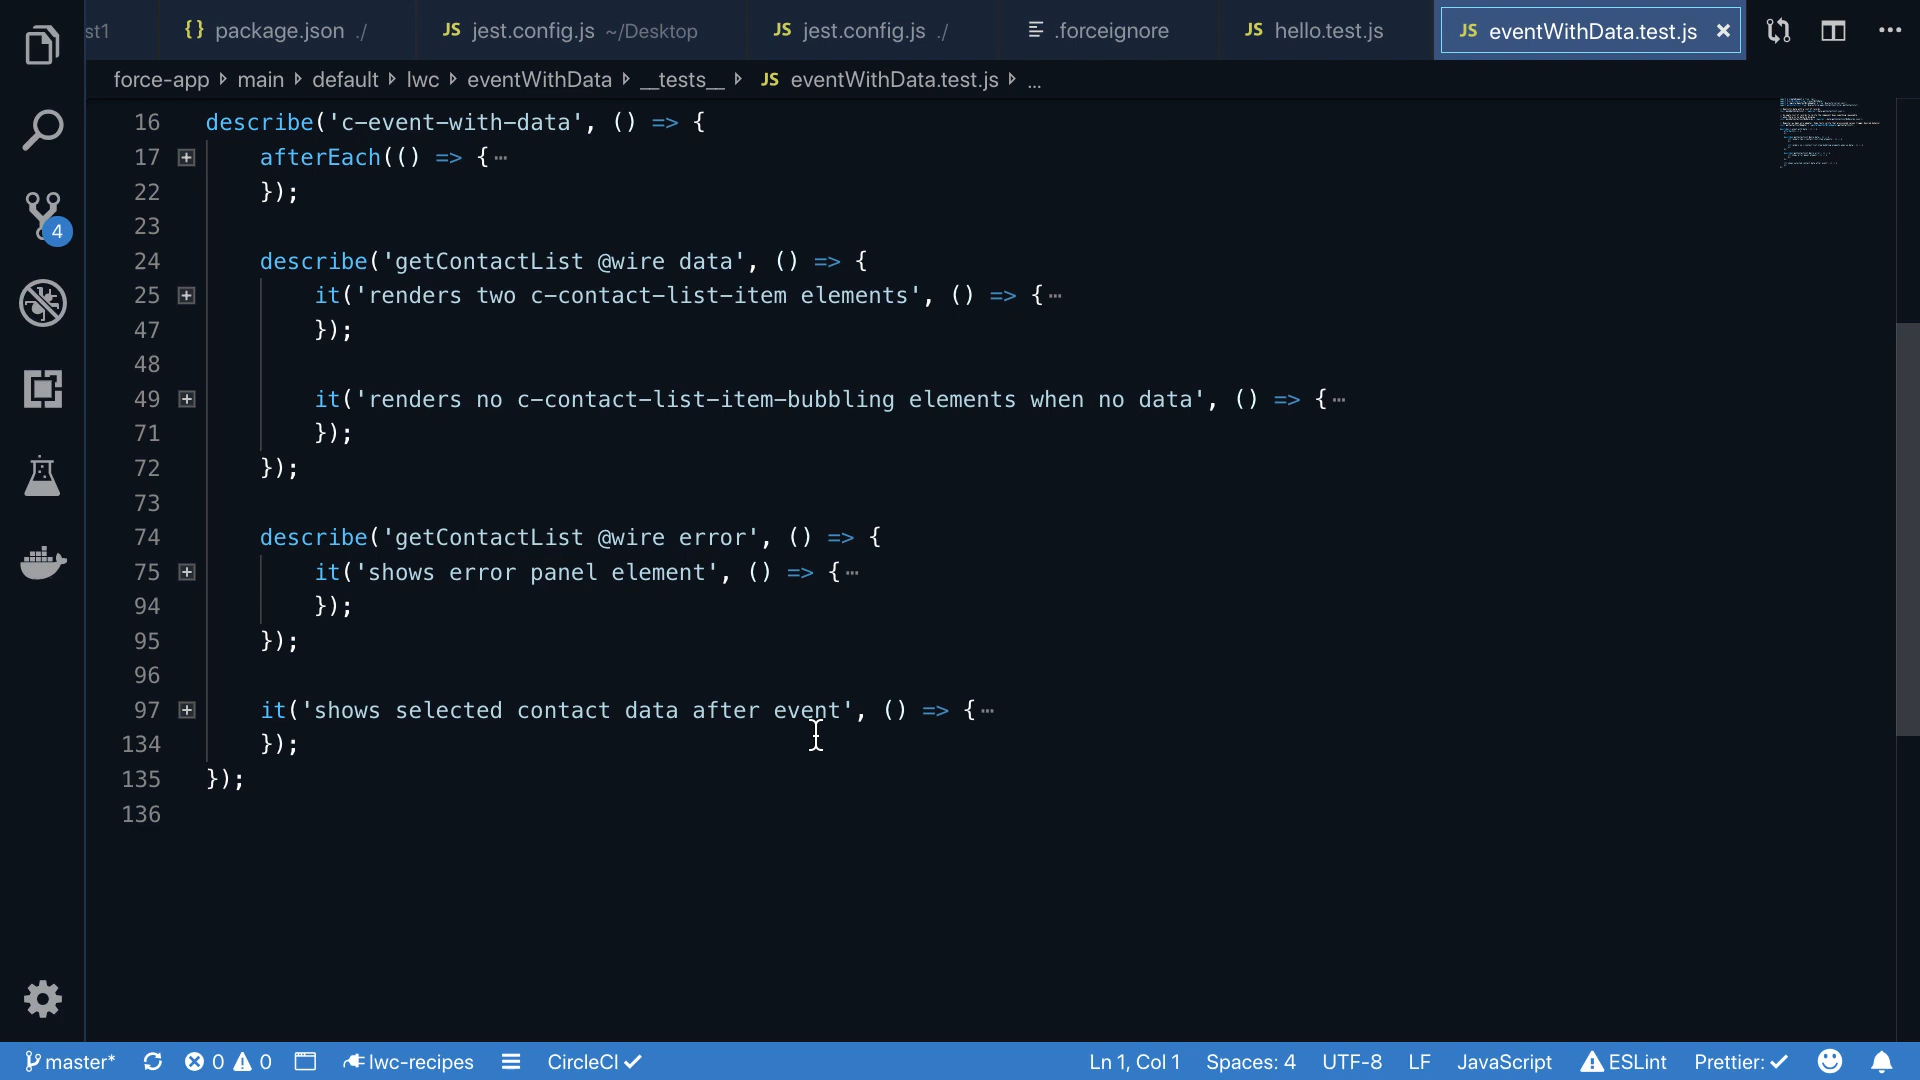 st1 {} package.json ./ JS jest.config.js ~/Desktop JS jest.config.js ./ .forceignore JS hello.test.js JS eventWithData.test.js
force-app main default lwc eventWithData __tests__ JS eventWithData.test.js ...
16 describe('c-event-with-data', () => {
17 afterEach(() => {…
22 });
23
24 describe('getContactList @wire data', () => {
25 it('renders two c-contact-list-item elements', () => {…
47 });
48
49 it('renders no c-contact-list-item-bubbling elements when no data', () => {…
71 });
72 });
73
74 describe('getContactList @wire error', () => {
75 it('shows error panel element', () => {…
94 });
95 });
96
97 it('shows selected contact data after event', () => {…
134 });
135 });
136
4
master* 0 0 lwc-recipes CircleCI Ln 1, Col 1 Spaces: 4 UTF-8 LF JavaScript ESLint Prettier: